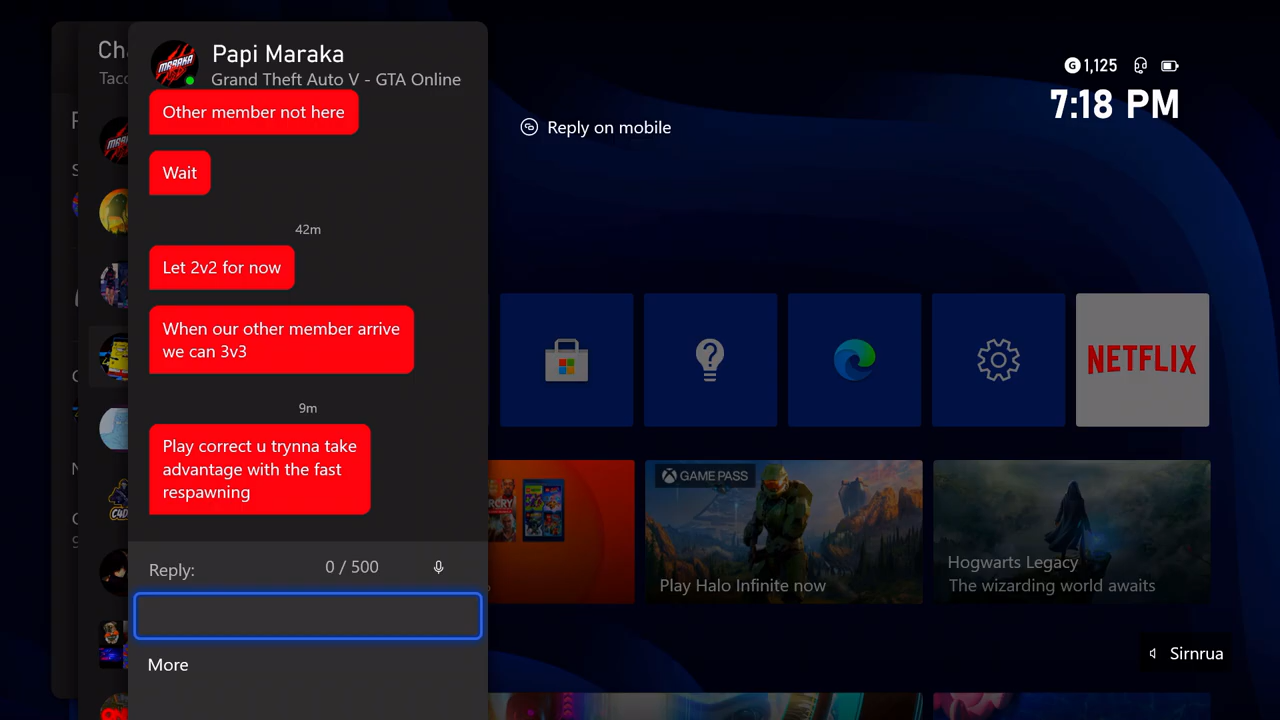 Cha
Taco
Papi Maraka
Grand Theft Auto V - GTA Online
Other member not here
Wait
42m
Let 2v2 for now
When our other member arrive
we can 3v3
9m
Play correct u trynna take
advantage with the fast
respawning
Reply:
0 / 500
More
Reply on mobile
G 1,125
7:18 PM
NETFLIX
GAME PASS
Play Halo Infinite now
Hogwarts Legacy
The wizarding world awaits
Sirnrua